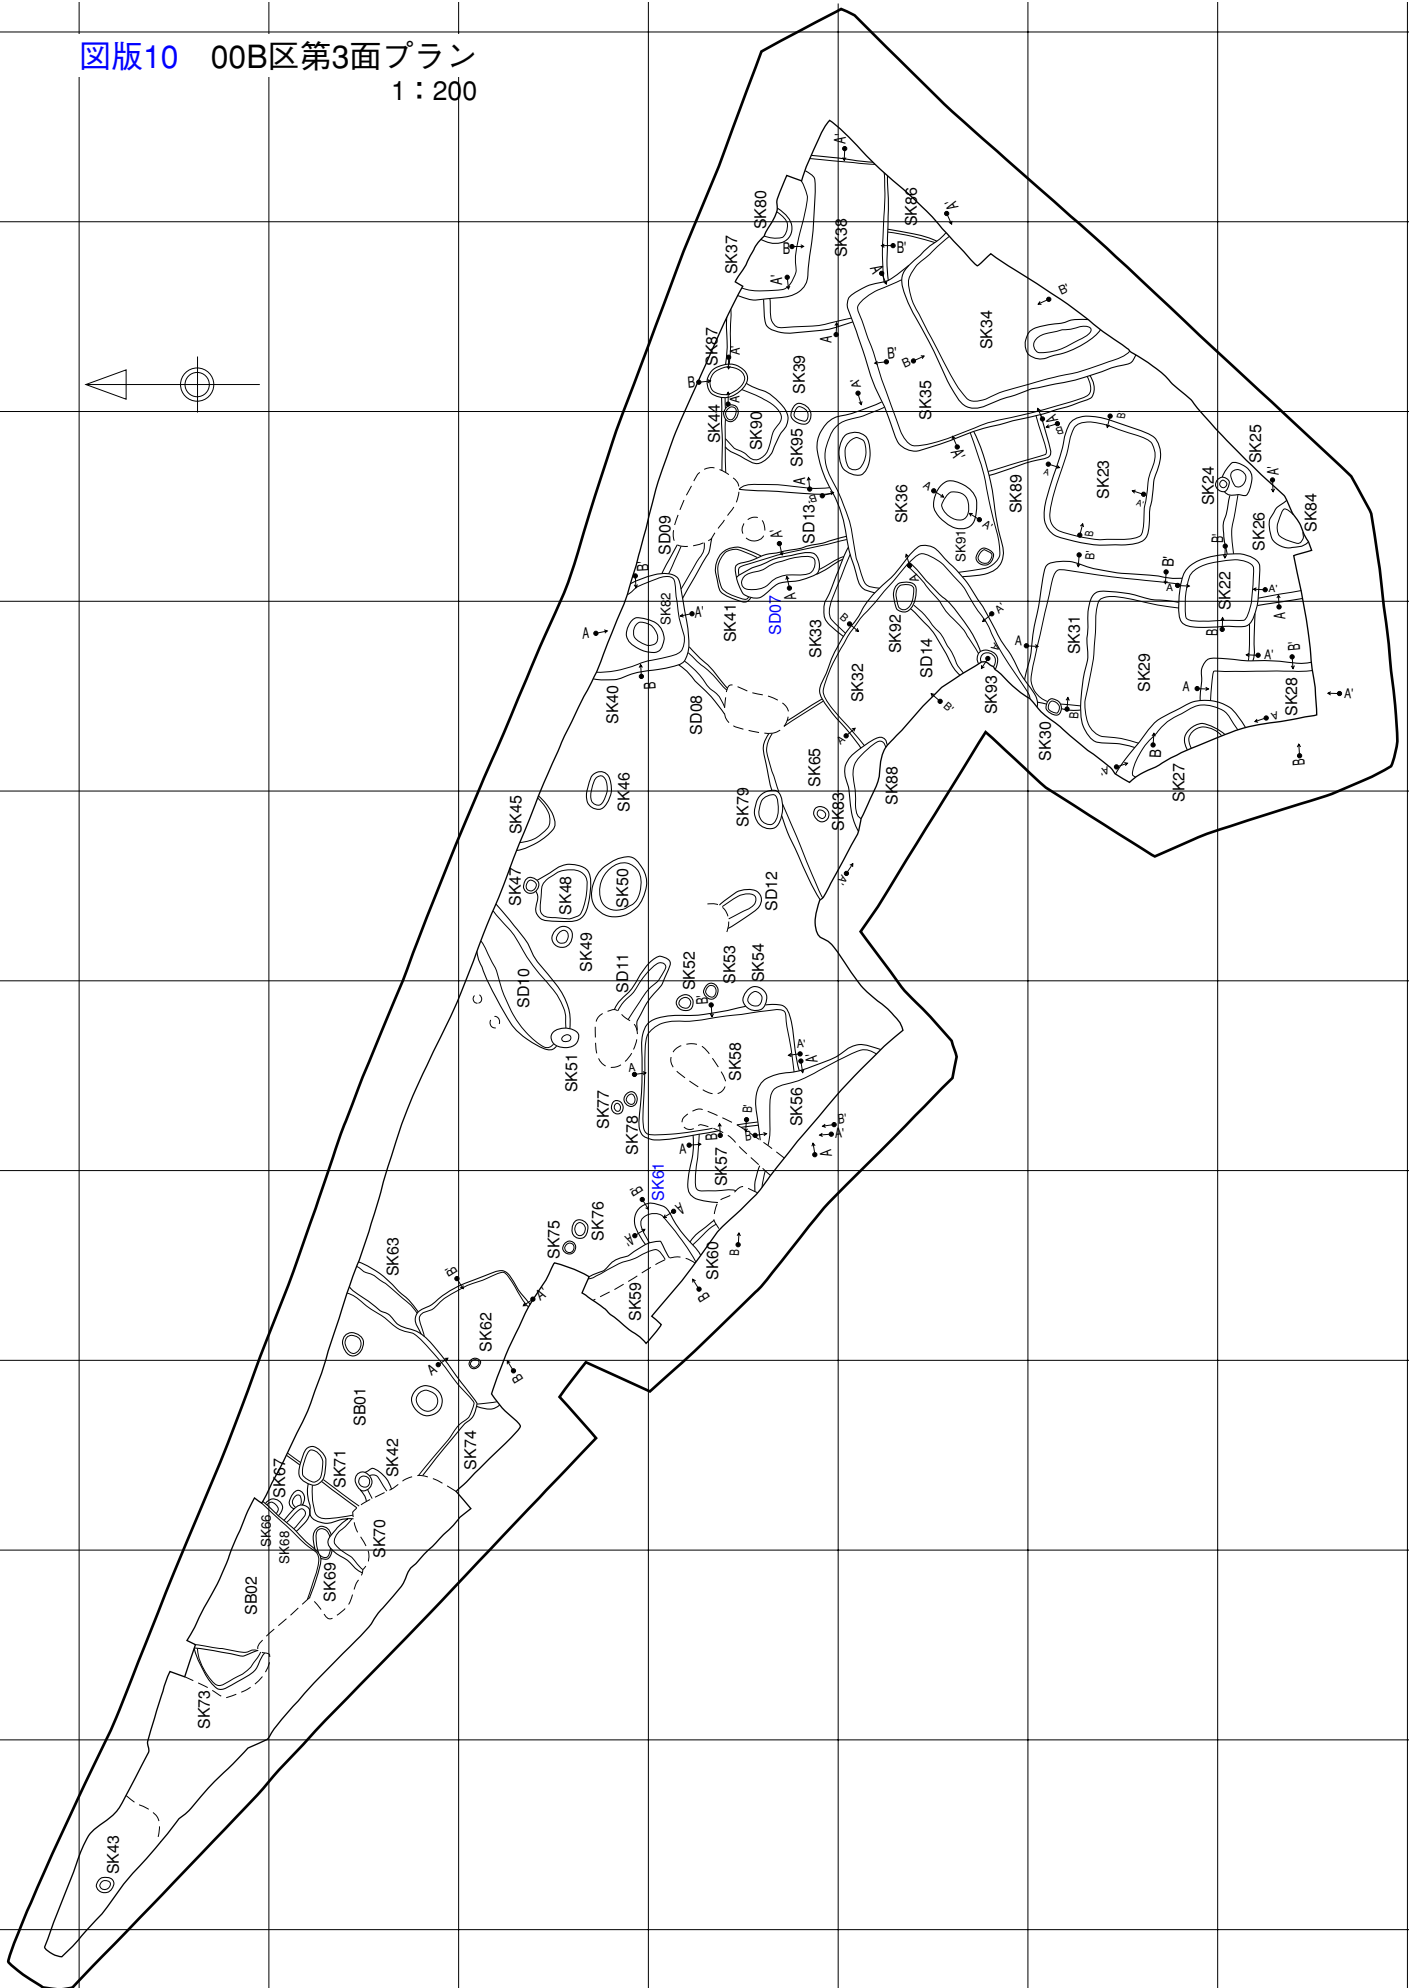 図版10 00B区第3面プラン
1：200
A'
SK80
SK86
A'
SK37
SK38
B
B'
A'
A
B'
SK34
SK87
A'
A
B
B'
B
SK39
SK35
A'
SK44
A
SK90
SK95
A
B
B
A'
SK89
A
SK23
A'
B
SK25
SK24
A'
SK36
A
A'
SD09
SD13
A
B
SK91
SK26
SK84
B'
A'
B'
B'
B'
A
SK22
A'
A
SK82
A'
SK41
SD07
A
A
SK33
B
SK92
A'
A
B
SK31
A
SK29
A'
B'
SD14
SK32
A
SK40
B
SD08
SK93
B'
A
SK28
A'
A
SK30
B
B
SK27
A'
B
SK65
SK88
A
SK79
SK83
A'
SK46
SK45
SK47
SK48
SK50
SD12
SK49
SD11
SK52
SK53
SK54
B'
SD10
SK51
A
SK58
A'
A'
SK77
SK78
SK56
B'
B
B
A
B'
A'
A
SK57
SK61
B'
A
A'
SK76
SK75
SK60
B
SK63
B'
A'
B
SK59
SK62
A
B
SB01
SK74
SK67
SK71
SK42
SK66
SK68
SK70
SK69
SB02
SK73
SK43